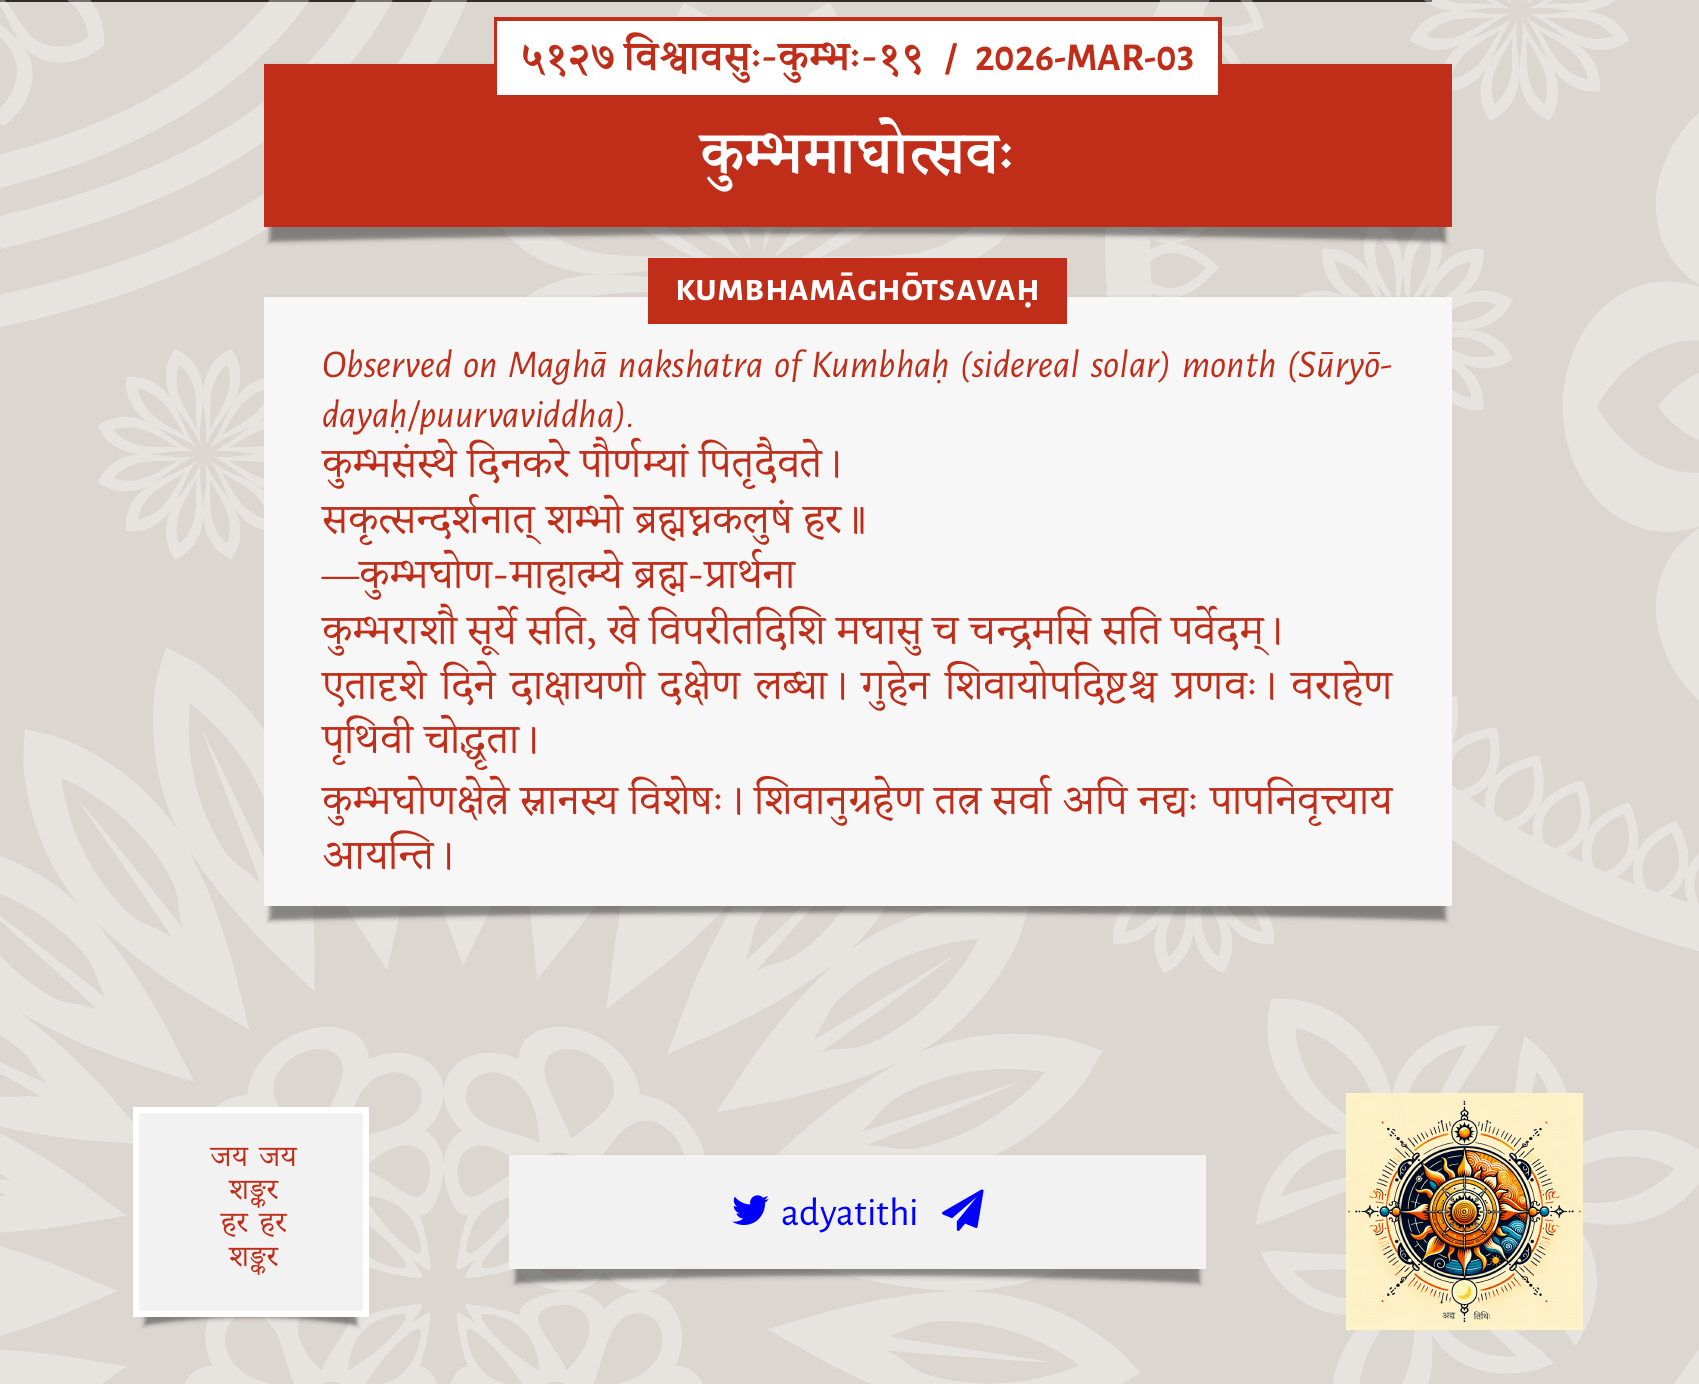 ५१२७ विश्वावसुः-कुम्भः-१९ / 2026-MAR-03
कुम्भमाघोत्सवः
KUMBHAMĀGHŌTSAVAḤ
Observed on Maghā nakshatra of Kumbhaḥ (sidereal solar) month (Sūryō-
dayaḥ/puurvaviddha).
कुम्भसंस्थे दिनकरे पौर्णम्यां पितृदैवते।
सकृत्सन्दर्शनात् शम्भो ब्रह्मघ्नकलुषं हर॥
—कुम्भघोण-माहात्म्ये ब्रह्म-प्रार्थना
कुम्भराशौ सूर्ये सति, खे विपरीतदिशि मघासु च चन्द्रमसि सति पर्वेदम्।
एतादृशे दिने दाक्षायणी दक्षेण लब्धा। गुहेन शिवायोपदिष्टश्च प्रणवः। वराहेण
पृथिवी चोद्धृता।
कुम्भघोणक्षेत्रे स्नानस्य विशेषः। शिवानुग्रहेण तत्र सर्वा अपि नद्यः पापनिवृत्त्याय
आयन्ति।
जय जय
शङ्कर
हर हर
शङ्कर
adyatithi
अद्य तिथिः